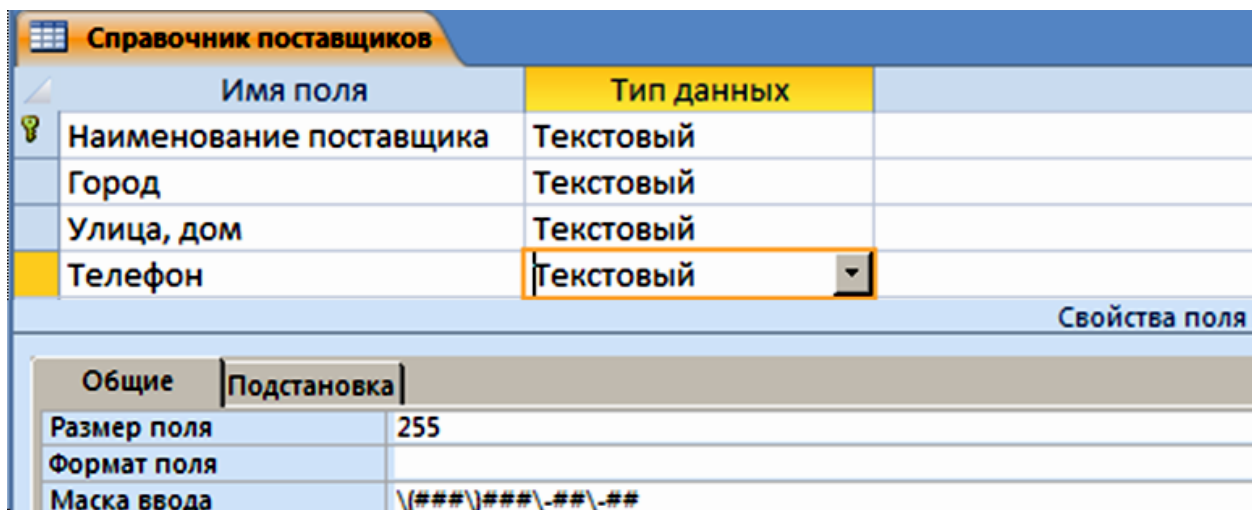 Справочник поставщиков
Имя поля Тип данных
Наименование поставщика Текстовый
Город Текстовый
Улица, дом Текстовый
Телефон Текстовый
Свойства поля
Общие Подстановка
Размер поля 255
Формат поля
Маска ввода \(###\)###\-##\-##